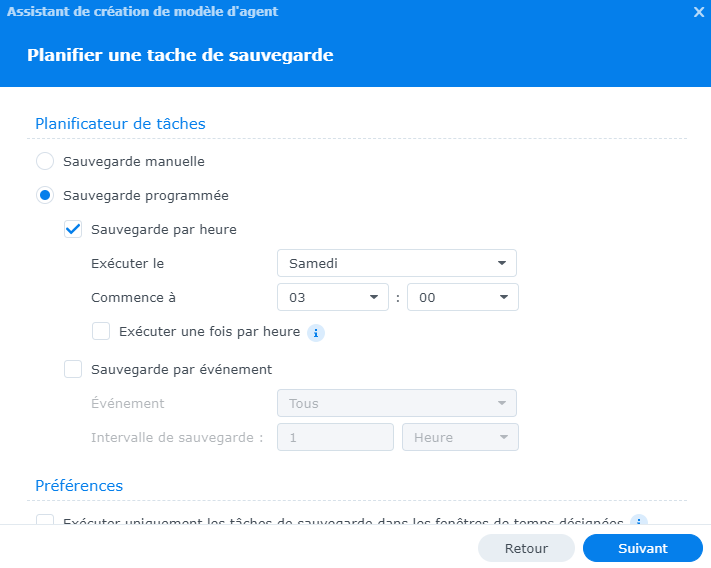 Assistant de création de modèle d'agent
Planifier une tache de sauvegarde
Planificateur de tâches
Sauvegarde manuelle
Sauvegarde programmée
Sauvegarde par heure
Exécuter le Samedi
Commence à 03 : 00
Exécuter une fois par heure
Sauvegarde par événement
Événement Tous
Intervalle de sauvegarde : 1 Heure
Préférences
Exécuter uniquement les tâches de sauvegarde dans les fenêtres de temps désignées
Retour Suivant